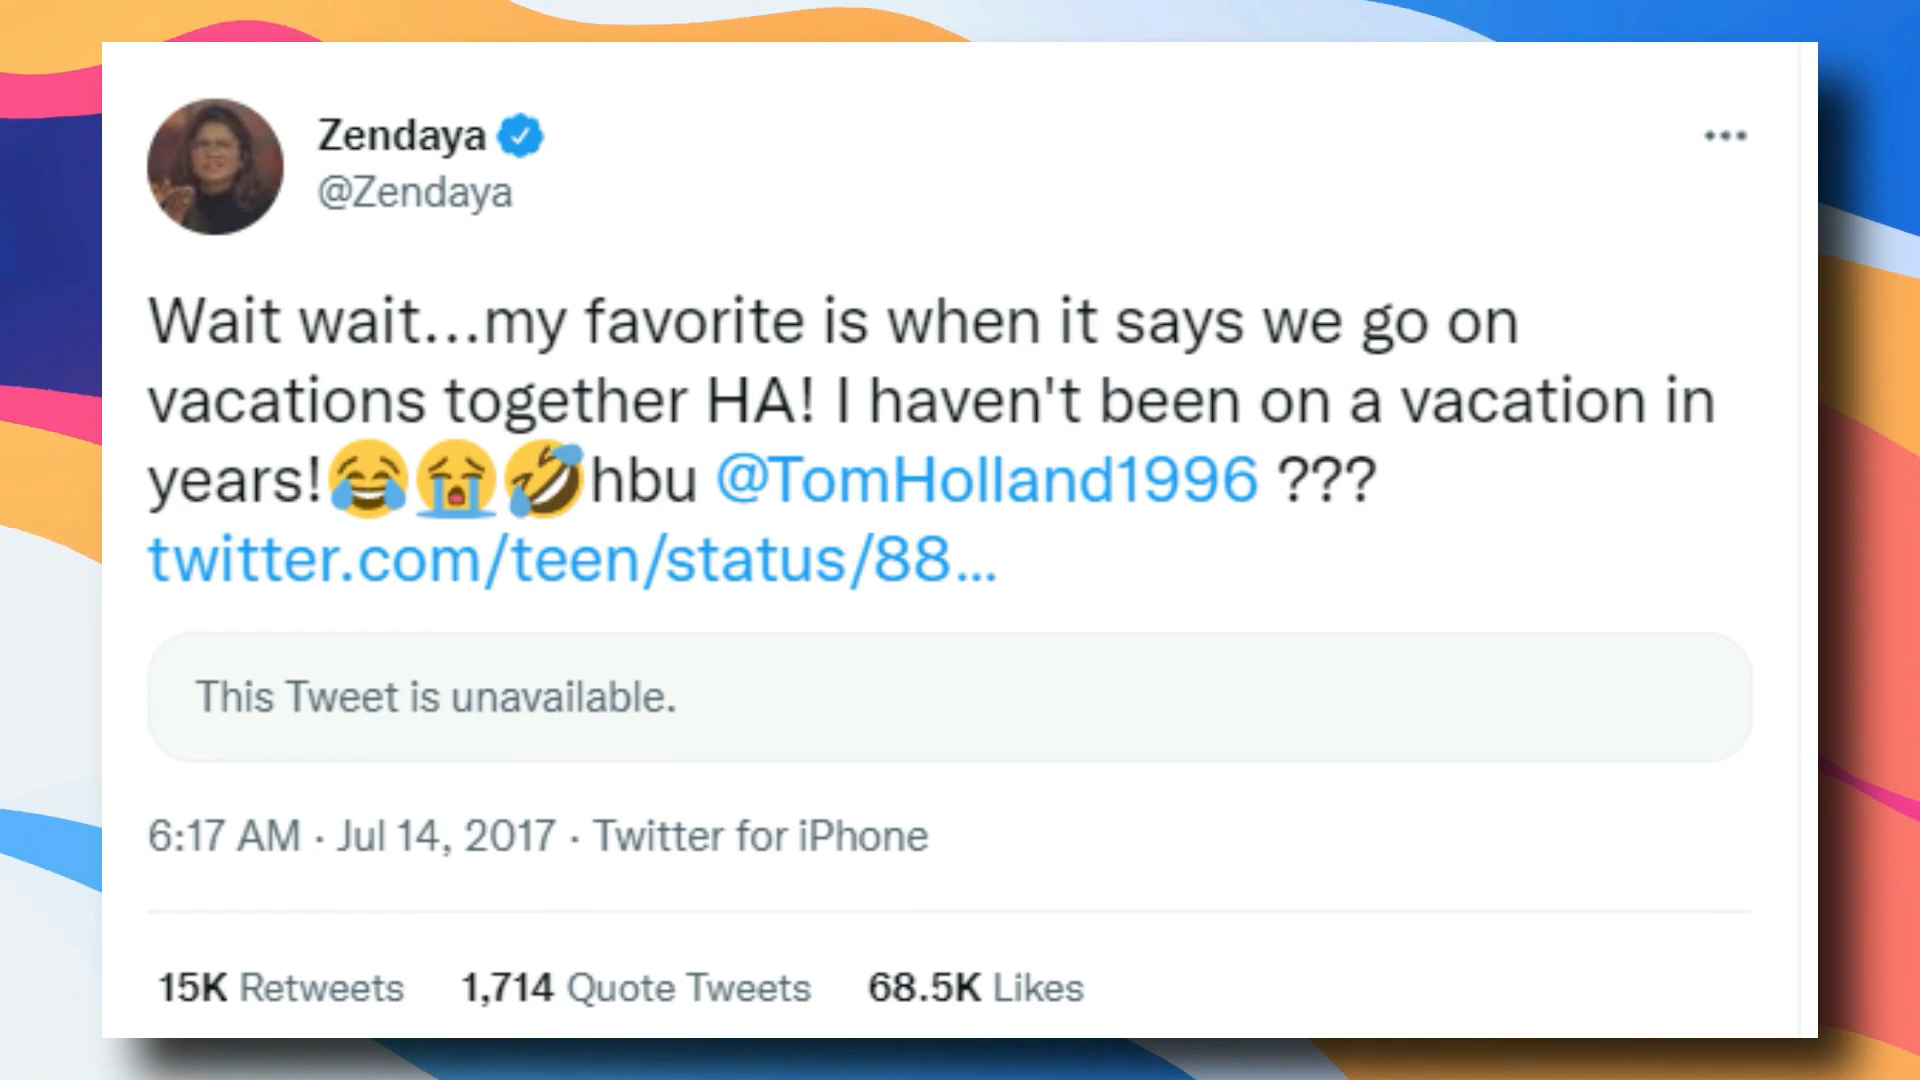 Zendaya
@Zendaya
Wait wait...my favorite is when it says we go on
vacations together HA! I haven't been on a vacation in
years!😂😭🤣hbu @TomHolland1996 ???
twitter.com/teen/status/88...
This Tweet is unavailable.
6:17 AM · Jul 14, 2017 · Twitter for iPhone
15K Retweets 1,714 Quote Tweets 68.5K Likes